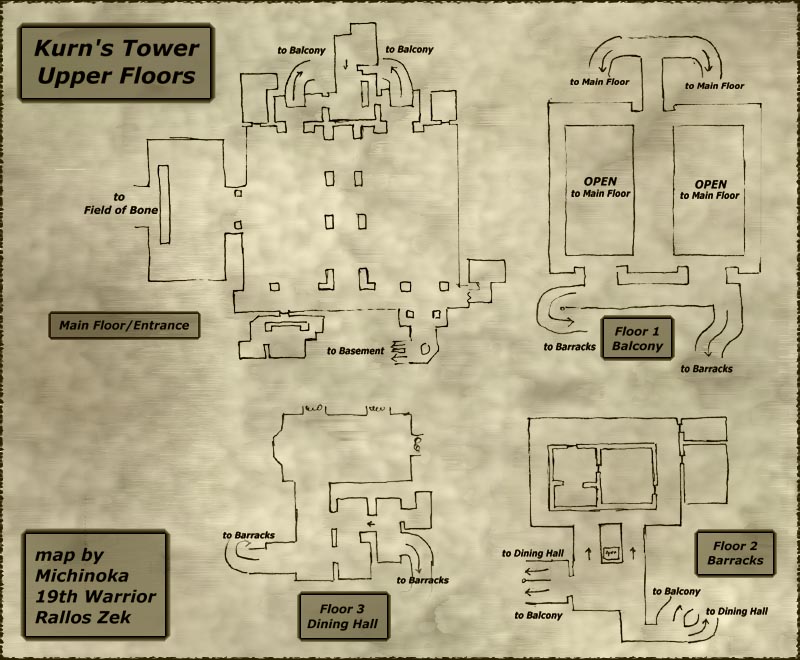 Kurn's Tower
Upper Floors
to Balcony
to Balcony
to Main Floor
to Main Floor
OPEN
to Main Floor
OPEN
to Main Floor
to
Field of Bone
Main Floor/Entrance
to Basement
to Barracks
Floor 1
Balcony
to Barracks
to Barracks
to Barracks
Floor 3
Dining Hall
map by
Michinoka
19th Warrior
Rallos Zek
to Dining Hall
to Balcony
Floor 2
Barracks
to Balcony
to Dining Hall